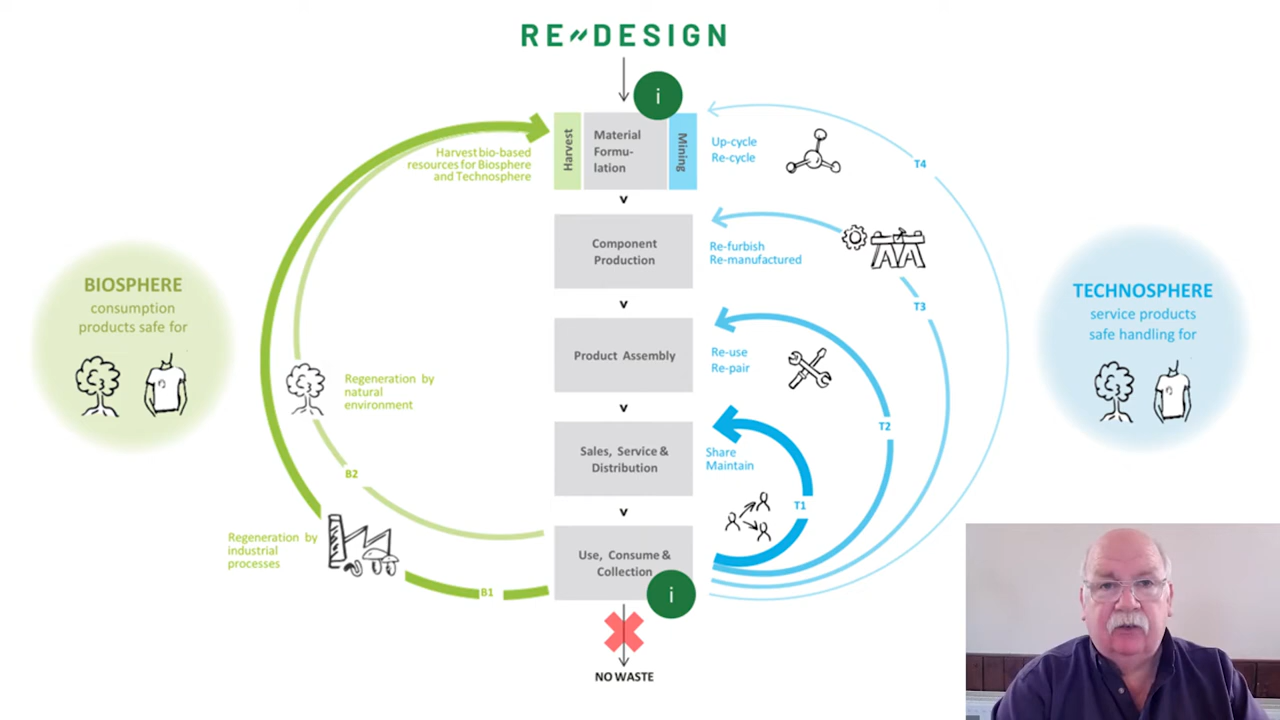 RE DESIGN
i
Harvest
Material
Formu-
lation
Mining
Harvest bio-based
resources for Biosphere
and Technosphere
Up-cycle
Re-cycle
T4
v
Component
Production
Re-furbish
Re-manufactured
T3
v
BIOSPHERE
consumption
products safe for
TECHNOSPHERE
service products
safe handling for
Product Assembly
Re-use
Re-pair
T2
Regeneration by
natural
environment
B2
v
Sales, Service &
Distribution
Share
Maintain
T1
v
Regeneration by
industrial
processes
B1
Use, Consume &
Collection
i
NO WASTE